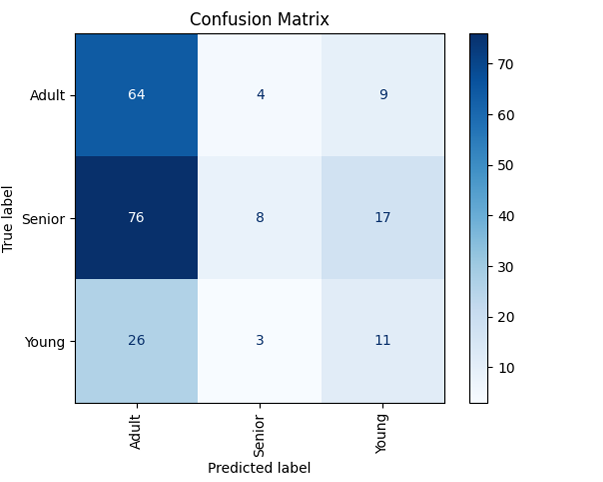 Confusion Matrix
True label
Adult
64
4
9
Senior
76
8
17
Young
26
3
11
Adult
Senior
Young
Predicted label
70
60
50
40
30
20
10